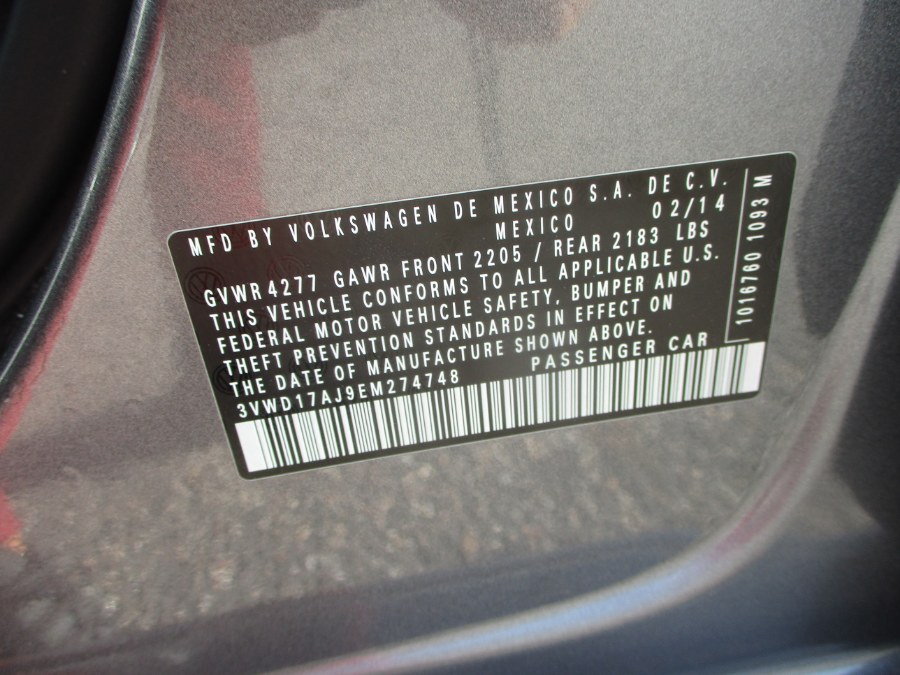 MFD BY VOLKSWAGEN DE MEXICO S.A. DE C.V.
MEXICO 02/14
GVWR 4277 GAWR FRONT 2205 / REAR 2183 LBS
THIS VEHICLE CONFORMS TO ALL APPLICABLE U.S.
FEDERAL MOTOR VEHICLE SAFETY, BUMPER AND
THEFT PREVENTION STANDARDS IN EFFECT ON
THE DATE OF MANUFACTURE SHOWN ABOVE.
3VWD17AJ9EM274748 PASSENGER CAR
1016760 1093 M